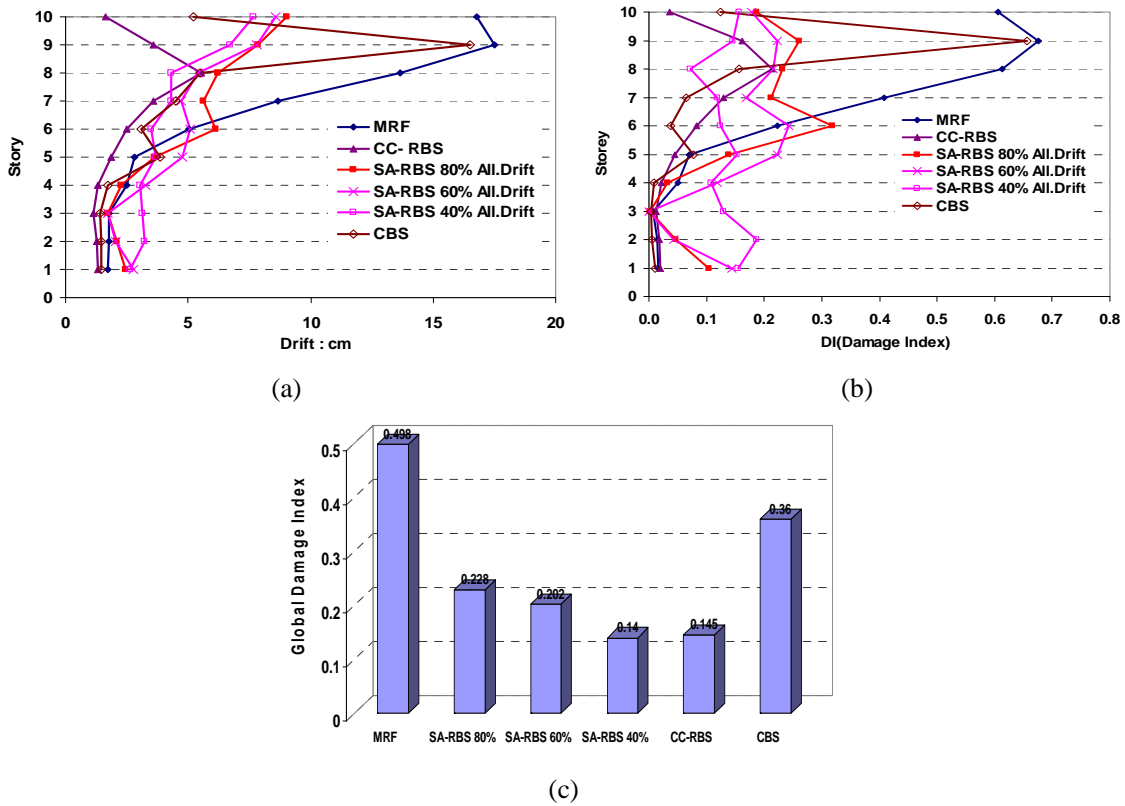 10
9
8
7
6
5
4
3
2
1
0
Story
0
5
10
15
20
Drift : cm
MRF
CC- RBS
SA-RBS 80% All.Drift
SA-RBS 60% All.Drift
SA-RBS 40% All.Drift
CBS
(a)
10
9
8
7
6
5
4
3
2
1
0
Storey
0.0
0.1
0.2
0.3
0.4
0.5
0.6
0.7
0.8
DI(Damage Index)
MRF
CC-RBS
SA-RBS 80% All.Drift
SA-RBS 60% All.Drift
SA-RBS 40% All.Drift
CBS
(b)
0.5
0.4
0.3
0.2
0.1
0
Global Damage Index
0.498
0.228
0.202
0.14
0.145
0.36
MRF
SA-RBS 80%
SA-RBS 60%
SA-RBS 40%
CC-RBS
CBS
(c)